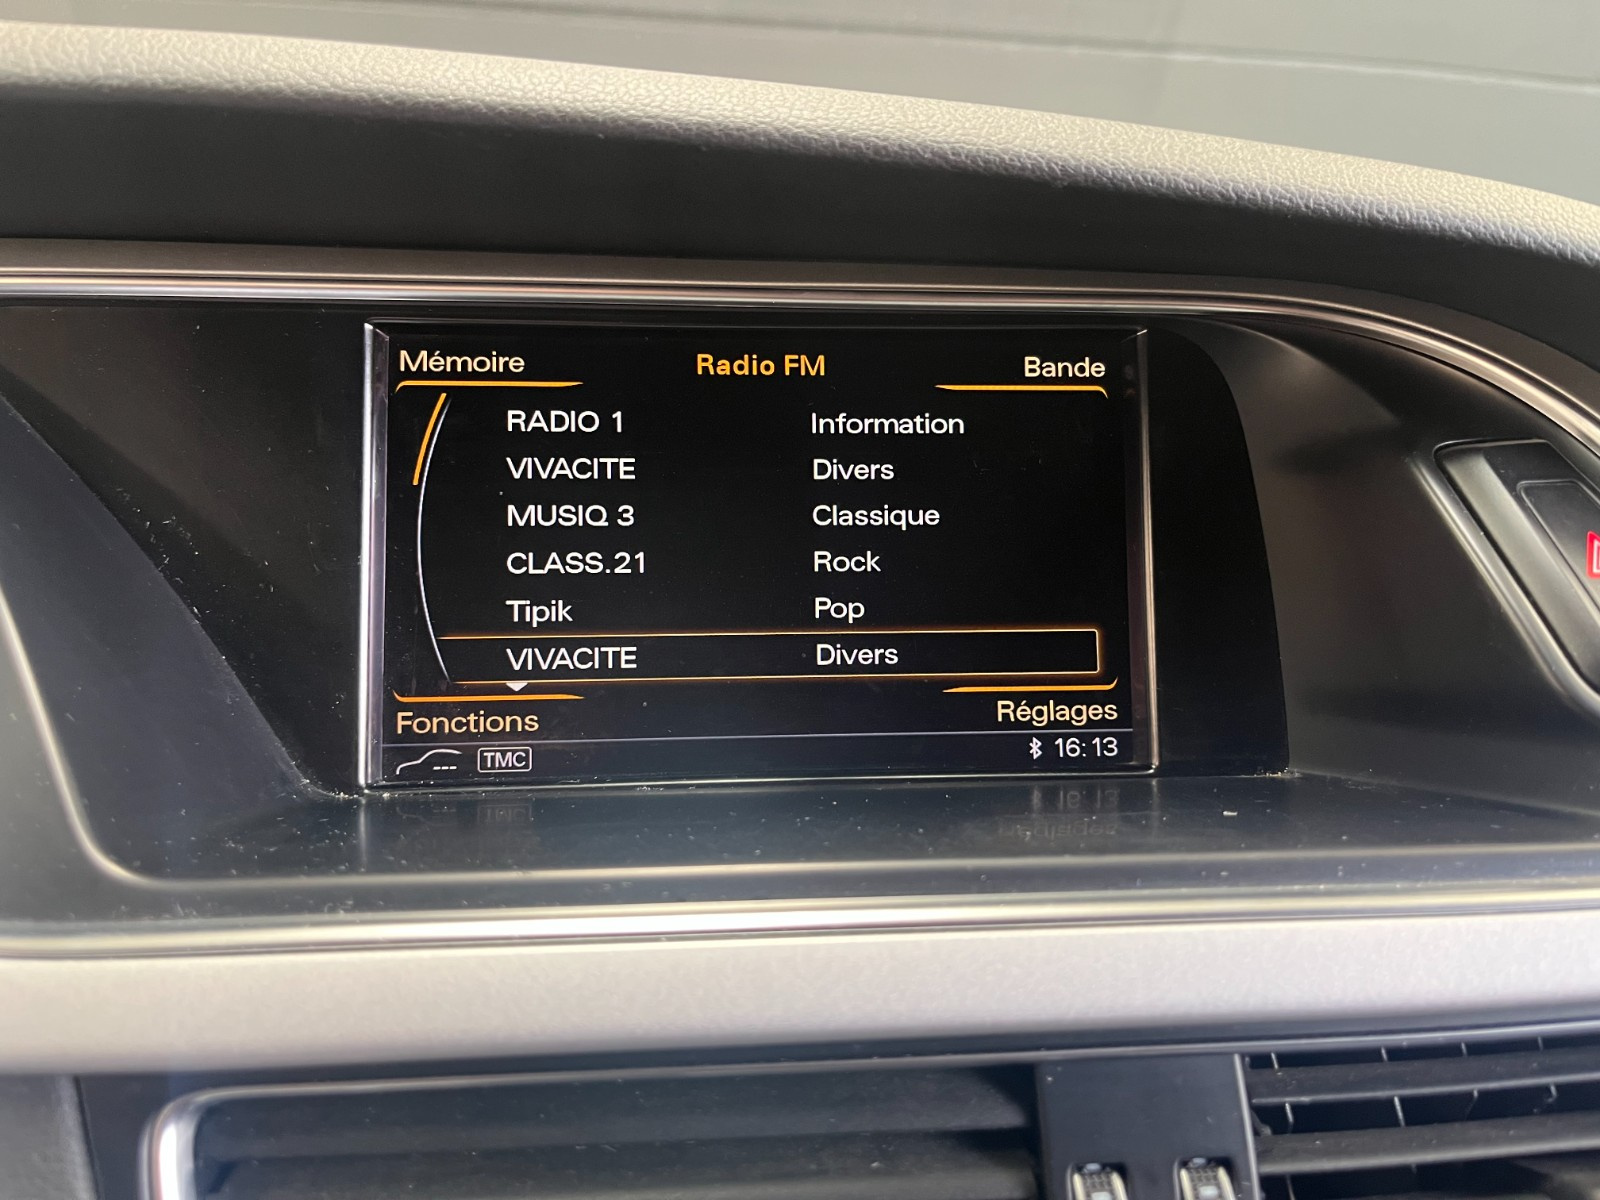 Mémoire Radio FM Bande
RADIO 1 Information
VIVACITE Divers
MUSIQ 3 Classique
CLASS.21 Rock
Tipik Pop
VIVACITE Divers
Fonctions Réglages
--- TMC 16:13